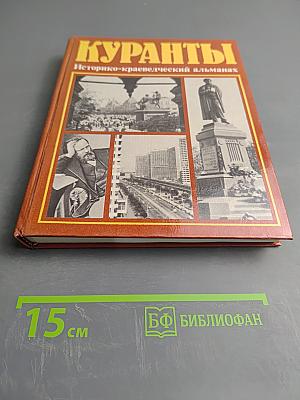 КУРАНТЫ
Историко-краеведческий альманах
15 см
БФ БИБЛИОФАН